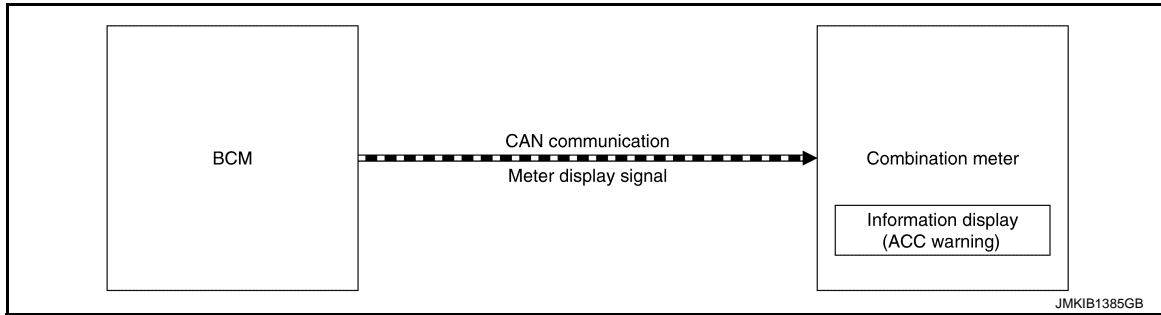 BCM
CAN communication
Meter display signal
Combination meter
Information display
(ACC warning)
JMKIB1385GB